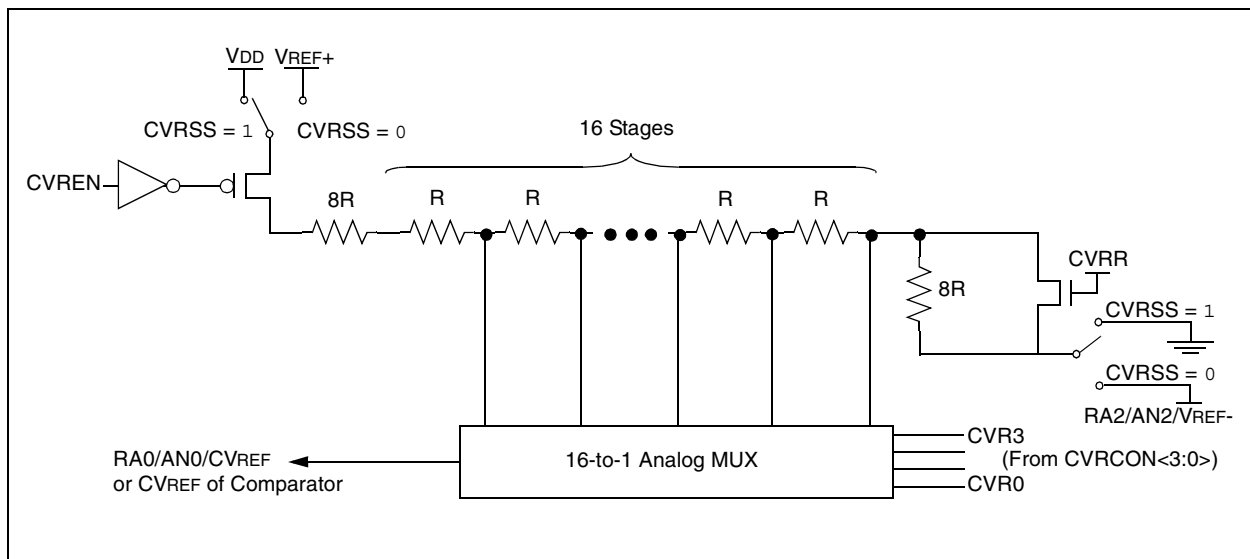 VDD VREF+
CVRSS = 1 CVRSS = 0
16 Stages
CVREN
8R R R R R
CVRR
8R
CVRSS = 1
CVRSS = 0
RA2/AN2/VREF-
16-to-1 Analog MUX
CVR3
(From CVRCON<3:0>)
CVR0
RA0/AN0/CVREF
or CVREF of Comparator